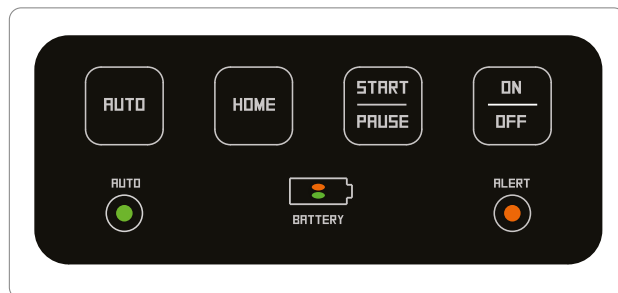 AUTO
HOME
START
PAUSE
ON
OFF
AUTO
BATTERY
ALERT